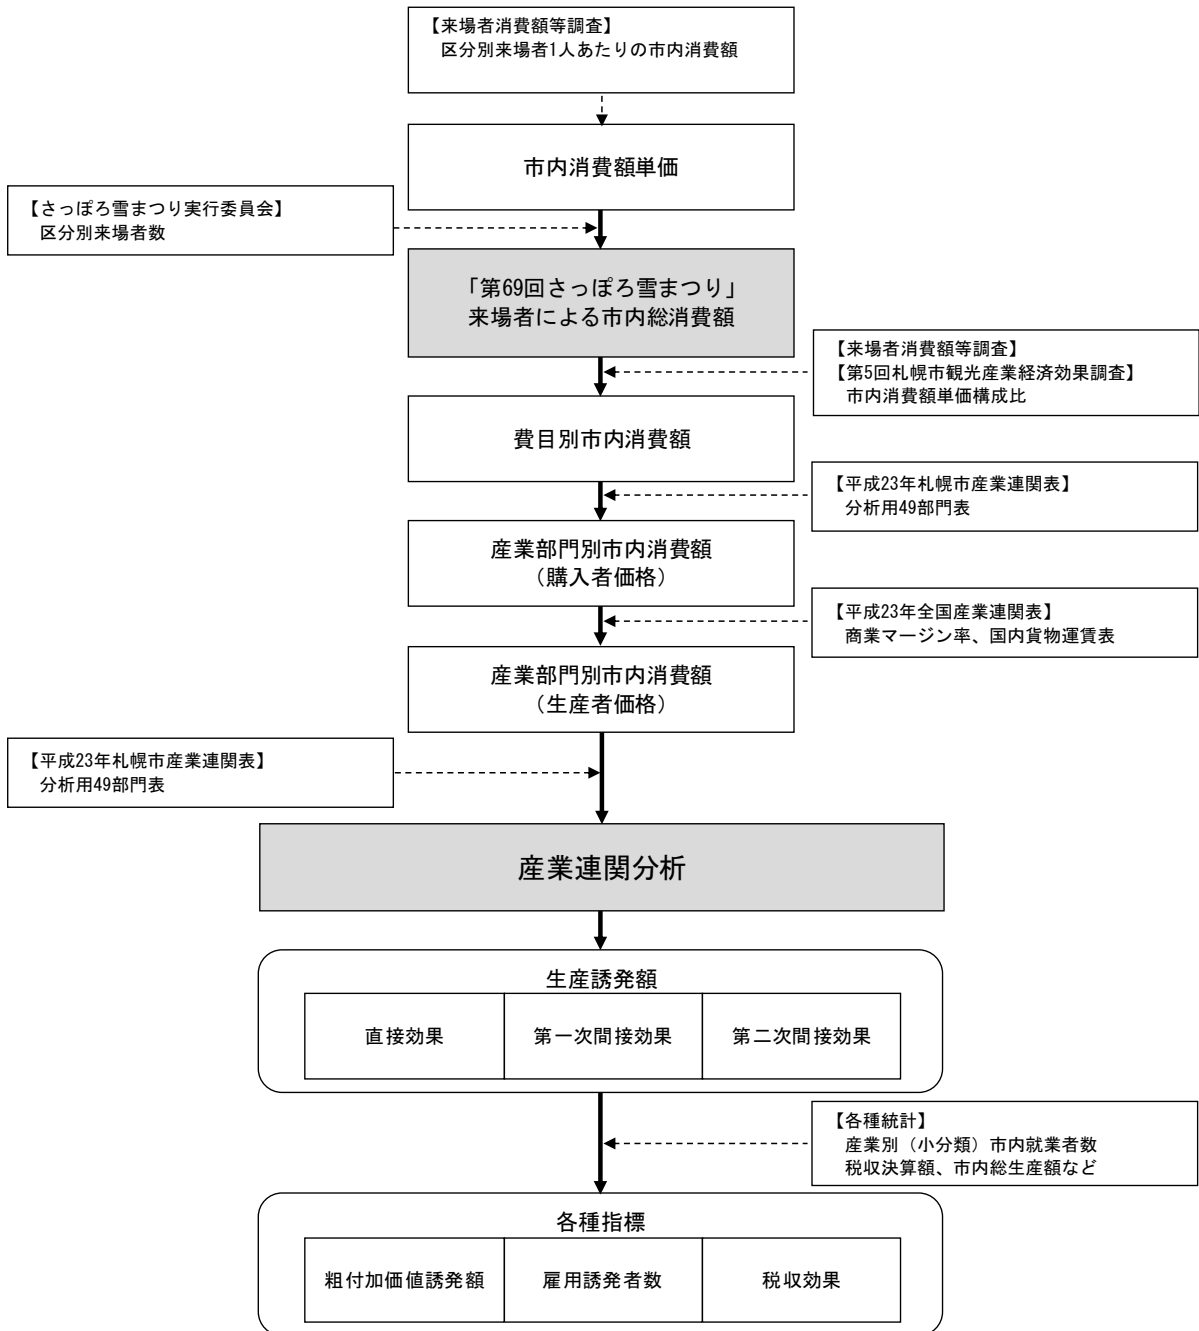 【来場者消費額等調査】
区分別来場者1人あたりの市内消費額
市内消費額単価
【さっぽろ雪まつり実行委員会】
区分別来場者数
「第69回さっぽろ雪まつり」
来場者による市内総消費額
【来場者消費額等調査】
【第5回札幌市観光産業経済効果調査】
市内消費額単価構成比
費目別市内消費額
【平成23年札幌市産業連関表】
分析用49部門表
産業部門別市内消費額
（購入者価格）
【平成23年全国産業連関表】
商業マージン率、国内貨物運賃表
産業部門別市内消費額
（生産者価格）
【平成23年札幌市産業連関表】
分析用49部門表
産業連関分析
生産誘発額
直接効果
第一次間接効果
第二次間接効果
【各種統計】
産業別（小分類）市内就業者数
税収決算額、市内総生産額など
各種指標
粗付加価値誘発額
雇用誘発者数
税収効果